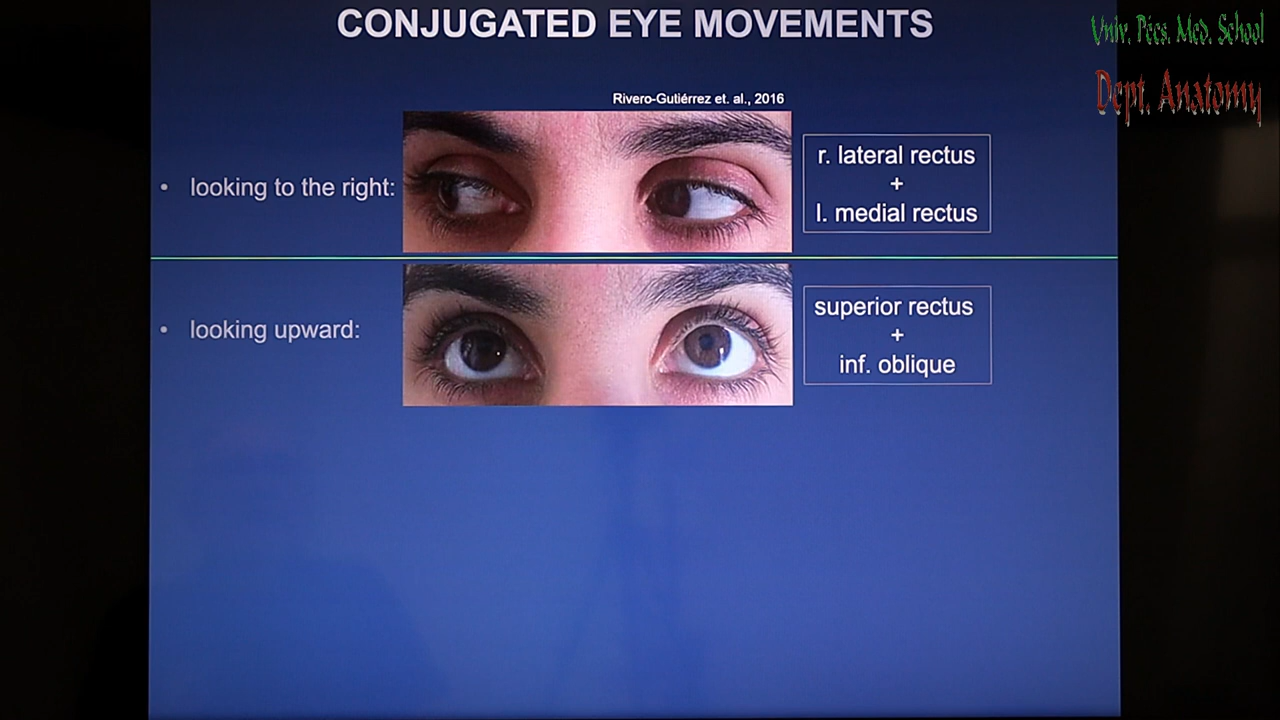 CONJUGATED EYE MOVEMENTS
Univ. Pécs. Med. School
Dept. Anatomy
Rivero-Gutiérrez et. al., 2016
• looking to the right:
r. lateral rectus
+
l. medial rectus
• looking upward:
superior rectus
+
inf. oblique